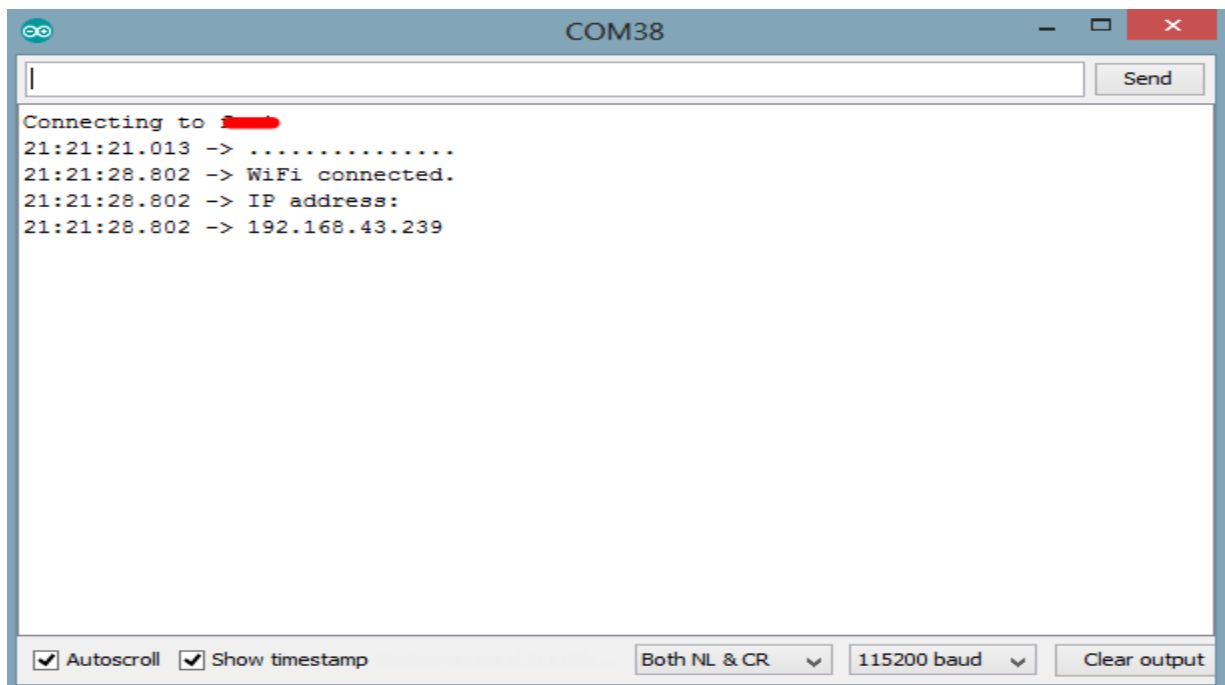 COM38
Send
Connecting to
21:21:21.013 -> ...............
21:21:28.802 -> WiFi connected.
21:21:28.802 -> IP address:
21:21:28.802 -> 192.168.43.239
Autoscroll Show timestamp Both NL & CR 115200 baud Clear output